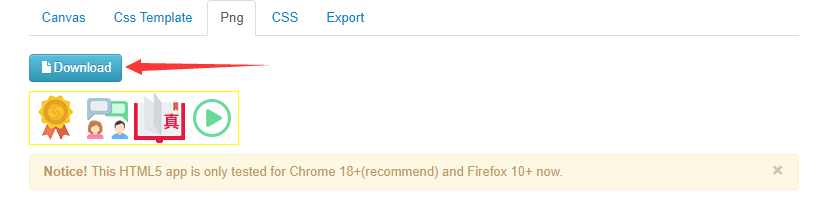 Canvas Css Template Png CSS Export
Download
真
Notice! This HTML5 app is only tested for Chrome 18+(recommend) and Firefox 10+ now. ×